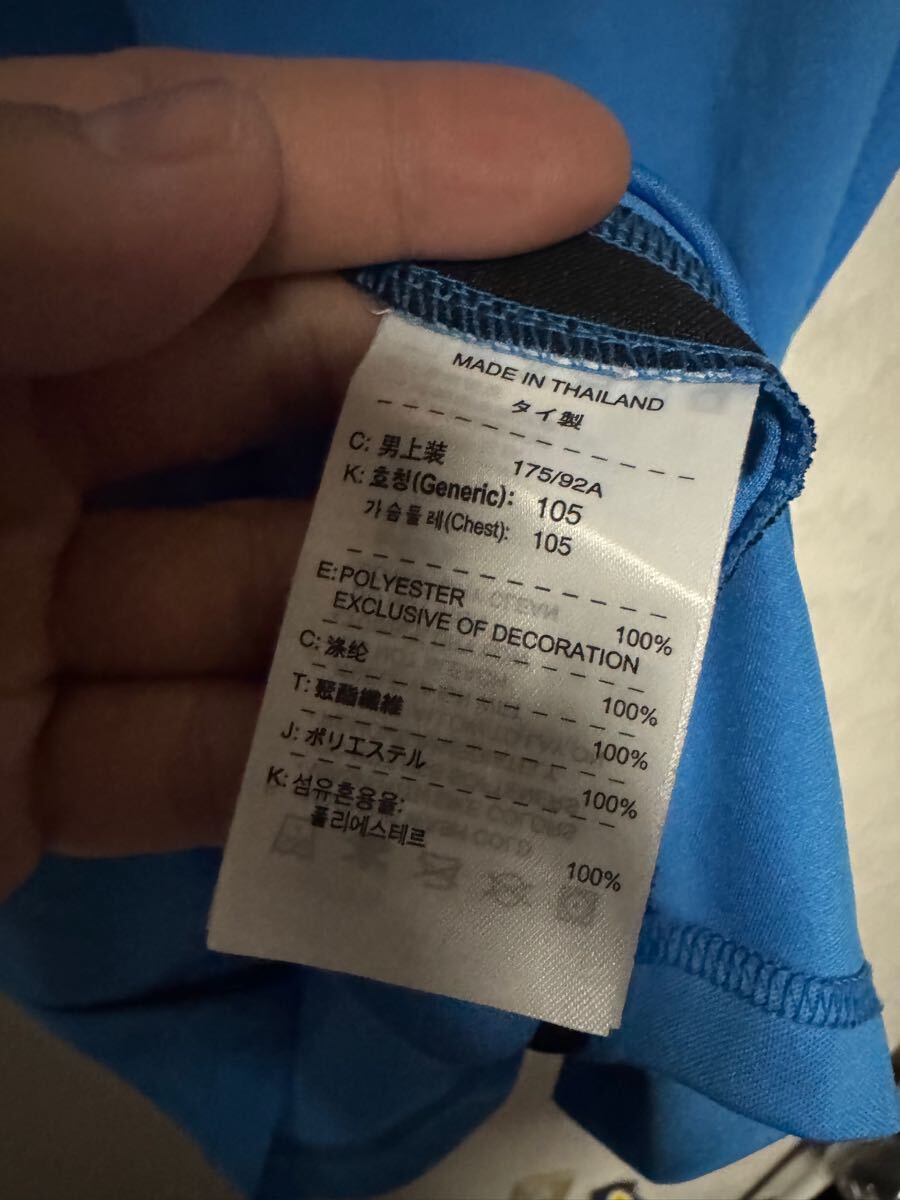 MADE IN THAILAND
タイ製
C: 男上装 175/92A
K: 호칭(Generic): 105
가슴둘레(Chest): 105
E: POLYESTER 100%
EXCLUSIVE OF DECORATION
C: 涤纶 100%
T: 聚酯纖維 100%
J: ポリエステル 100%
K: 섬유혼용율:
폴리에스테르 100%